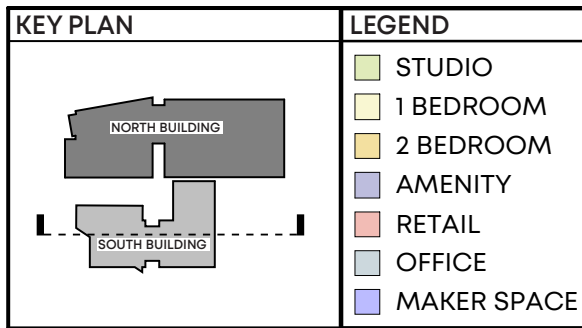 KEY PLAN
NORTH BUILDING
SOUTH BUILDING
LEGEND
STUDIO
1 BEDROOM
2 BEDROOM
AMENITY
RETAIL
OFFICE
MAKER SPACE